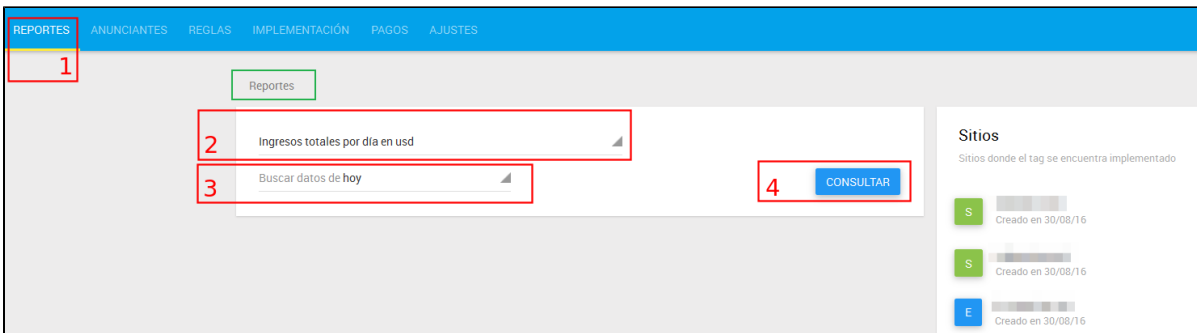 REPORTES ANUNCIANTES REGLAS IMPLEMENTACIÓN PAGOS AJUSTES
1
Reportes
2 Ingresos totales por día en usd
3 Buscar datos de hoy
4 CONSULTAR
Sitios
Sitios donde el tag se encuentra implementado
S
Creado en 30/08/16
S
Creado en 30/08/16
E
Creado en 30/08/16